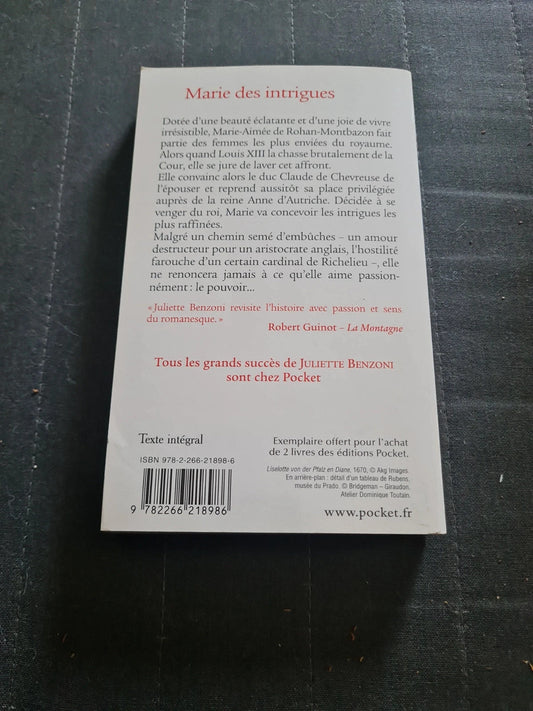 Marie des intrigues
Dotée d'une beauté éclatante et d'une joie de vivre
irrésistible, Marie-Aimée de Rohan-Montbazon fait
partie des femmes les plus enviées du royaume.
Alors quand Louis XIII la chasse brutalement de la
Cour, elle se jure de laver cet affront.
Elle convainc alors le duc Claude de Chevreuse de
l'épouser et reprend aussitôt sa place privilégiée
auprès de la reine Anne d'Autriche. Décidée à se
venger du roi, Marie va concevoir les intrigues les
plus raffinées.
Malgré un chemin semé d'embûches – un amour
destructeur pour un aristocrate anglais, l'hostilité
farouche d'un certain cardinal de Richelieu –, elle
ne renoncera jamais à ce qu'elle aime passion-
nément : le pouvoir...
« Juliette Benzoni revisite l'histoire avec passion et sens
du romanesque. »
Robert Guinot – La Montagne
Tous les grands succès de JULIETTE BENZONI
sont chez Pocket
Texte intégral
ISBN 978-2-266-21898-6
9 782266 218986
Exemplaire offert pour l'achat
de 2 livres des éditions Pocket.
Liselotte von der Pfalz en Diane, 1670, © Akg Images.
En arrière-plan : détail d'un tableau de Rubens,
musée du Prado. © Bridgeman – Giraudon.
Atelier Dominique Toutain.
www.pocket.fr